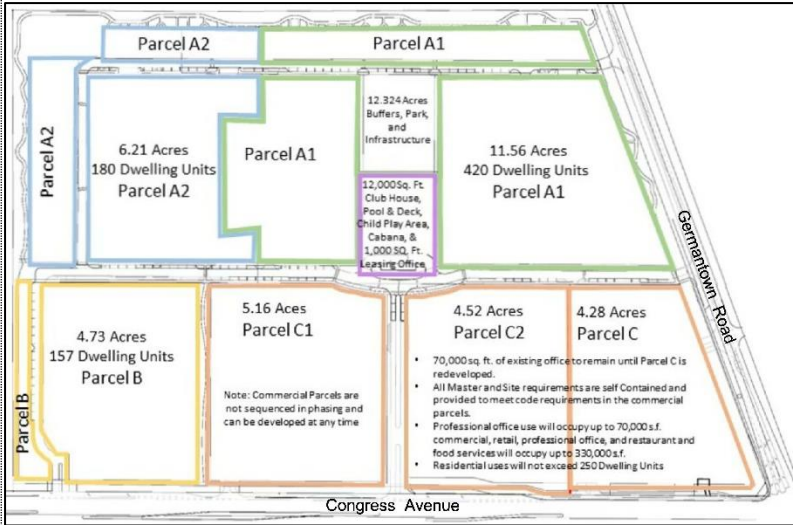 Parcel A2
Parcel A1
Parcel A2
6.21 Acres
180 Dwelling Units
Parcel A2
Parcel A1
12.324 Acres
Buffers, Park,
and
Infrastructure
11.56 Acres
420 Dwelling Units
Parcel A1
12,000 Sq. Ft.
Club House,
Pool & Deck,
Child Play Area,
Cabana, &
1,000 SQ. Ft.
Leasing Office
Germantown Road
Parcel B
4.73 Acres
157 Dwelling Units
Parcel B
5.16 Aces
Parcel C1
Note: Commercial Parcels are
not sequenced in phasing and
can be developed at any time
4.52 Acres
Parcel C2
4.28 Acres
Parcel C
• 70,000 sq. ft. of existing office to remain until Parcel C is
redeveloped.
• All Master and Site requirements are self Contained and
provided to meet code requirements in the commercial
parcels.
• Professional office use will occupy up to 70,000 s.f.
commercial, retail, professional office, and restaurant and
food services will occupy up to 330,000 s.f.
• Residential uses will not exceed 250 Dwelling Units
Congress Avenue